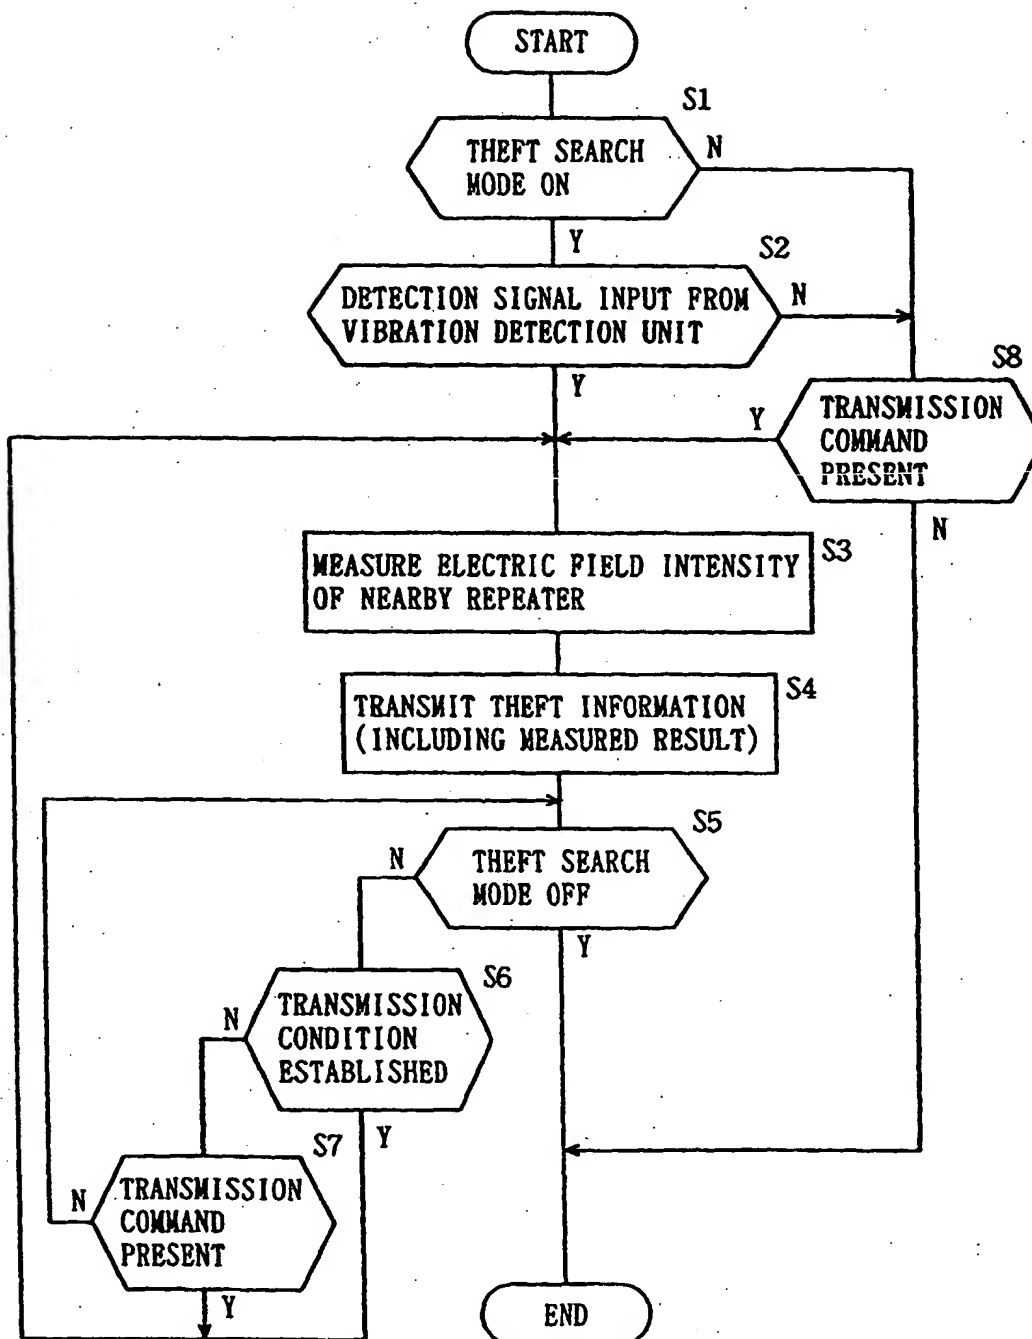 START
S1
THEFT SEARCH
MODE ON
N
Y
S2
DETECTION SIGNAL INPUT FROM
VIBRATION DETECTION UNIT
N
Y
S8
TRANSMISSION
COMMAND
PRESENT
Y
N
S3
MEASURE ELECTRIC FIELD INTENSITY
OF NEARBY REPEATER
S4
TRANSMIT THEFT INFORMATION
(INCLUDING MEASURED RESULT)
S5
THEFT SEARCH
MODE OFF
N
Y
S6
TRANSMISSION
CONDITION
ESTABLISHED
N
Y
S7
TRANSMISSION
COMMAND
PRESENT
N
Y
END